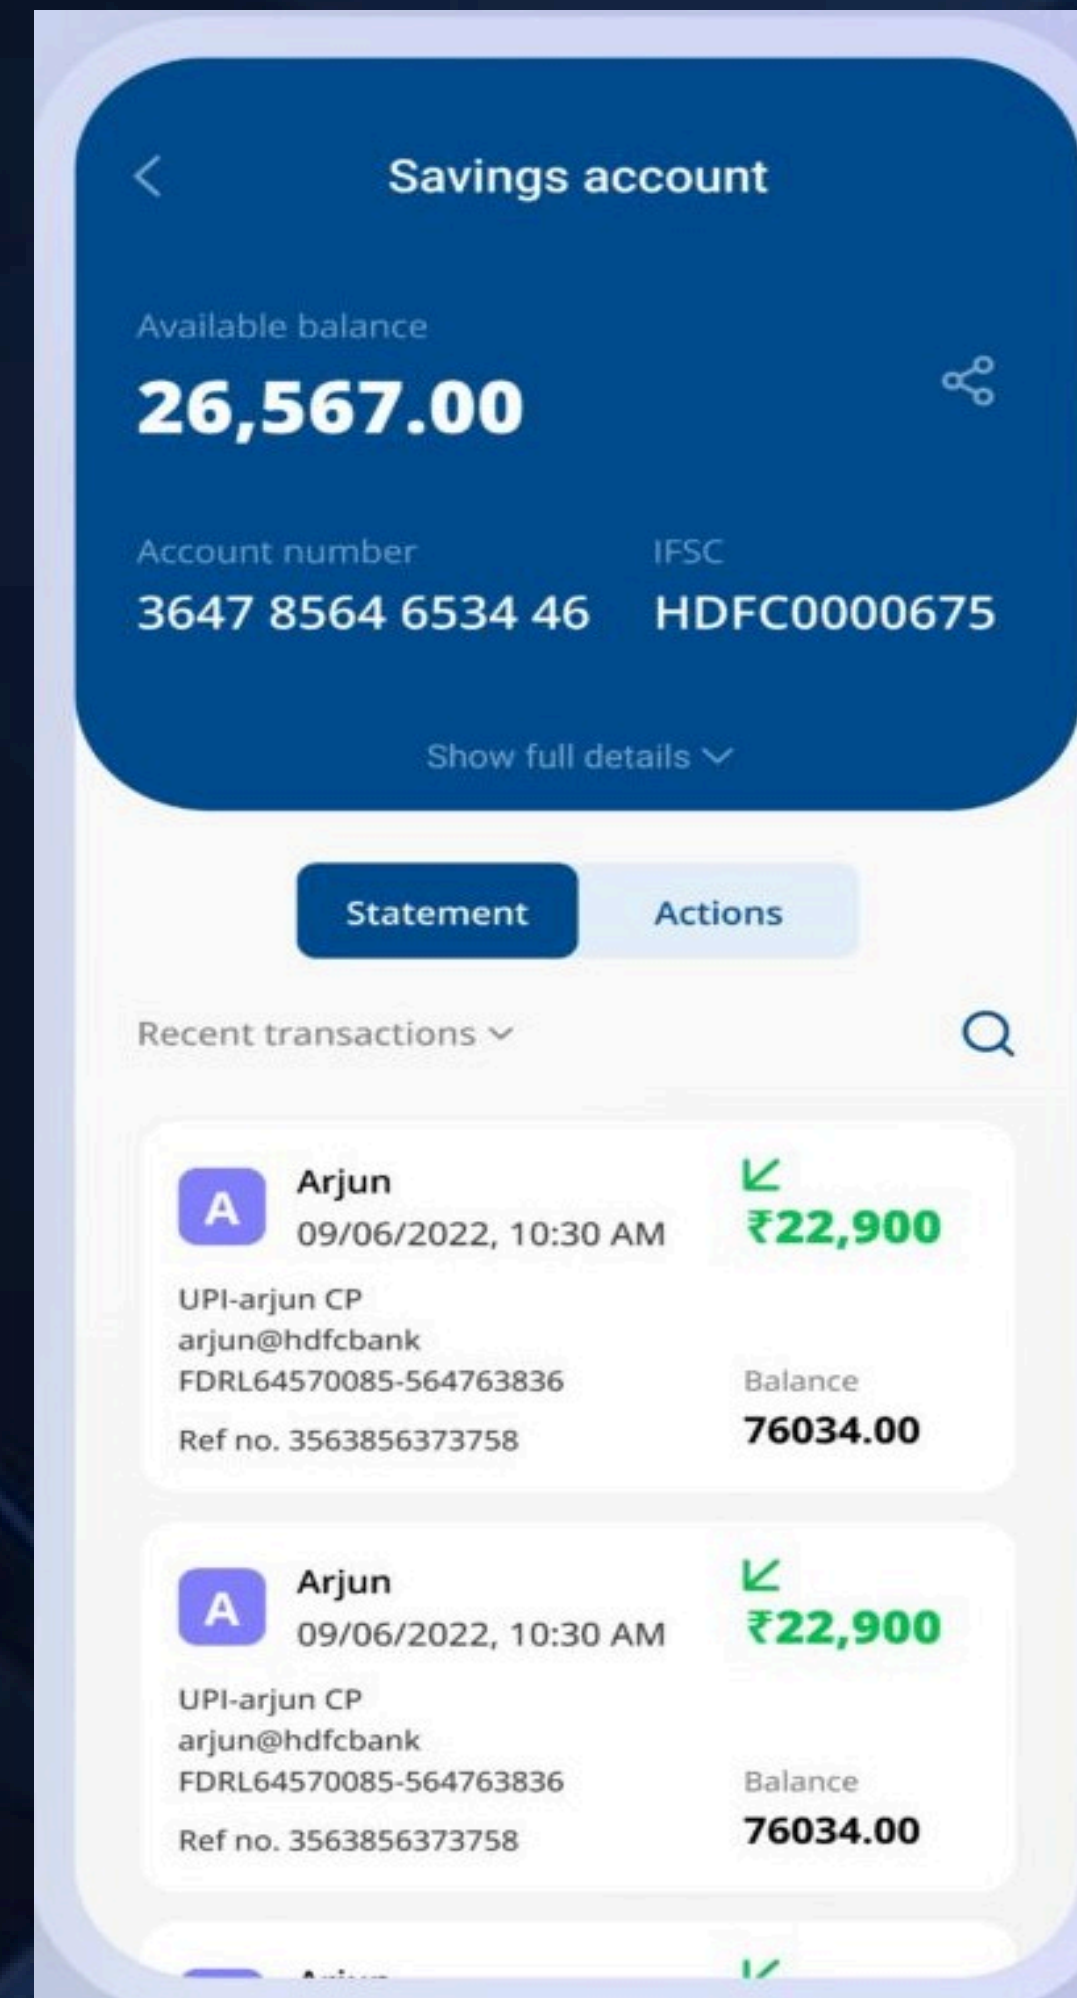 Savings account
Available balance
26,567.00
Account number IFSC
3647 8564 6534 46 HDFC0000675
Show full details
Statement Actions
Recent transactions
A Arjun
09/06/2022, 10:30 AM ₹22,900
UPI-arjun CP
arjun@hdfcbank
FDRL64570085-564763836 Balance
Ref no. 3563856373758 76034.00
A Arjun
09/06/2022, 10:30 AM ₹22,900
UPI-arjun CP
arjun@hdfcbank
FDRL64570085-564763836 Balance
Ref no. 3563856373758 76034.00